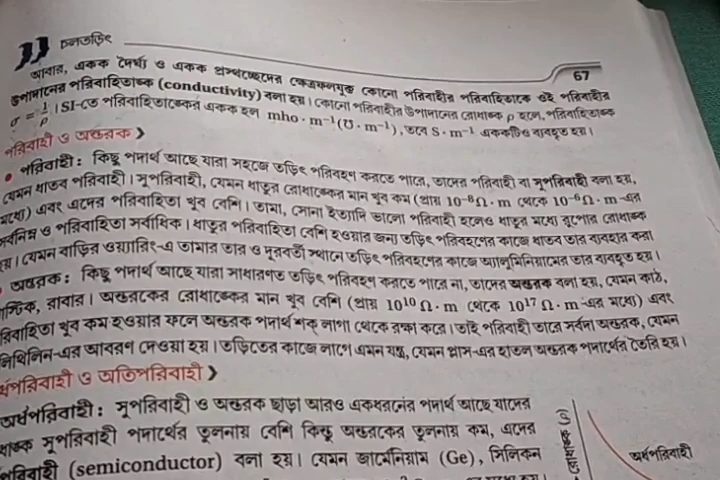 চলতড়িৎ
67
আবার, একক দৈর্ঘ্য ও একক প্রস্থচ্ছেদের ক্ষেত্রফলযুক্ত কোনো পরিবাহীর পরিবাহিতাকে ওই পরিবাহীর
উপাদানের পরিবাহিতাঙ্ক (conductivity) বলা হয়। কোনো পরিবাহীর উপাদানের রোধাঙ্ক ρ হলে, পরিবাহিতাঙ্ক
σ = 1/ρ । SI-তে পরিবাহিতাঙ্কের একক হল mho · m⁻¹(℧ · m⁻¹), তবে S · m⁻¹ এককটিও ব্যবহৃত হয়।
পরিবাহী ও অন্তরক
• পরিবাহী : কিছু পদার্থ আছে যারা সহজে তড়িৎ পরিবহণ করতে পারে, তাদের পরিবাহী বা সুপরিবাহী বলা হয়,
যেমন ধাতব পরিবাহী। সুপরিবাহী, যেমন ধাতুর রোধাঙ্কের মান খুব কম (প্রায় 10⁻⁸Ω · m থেকে 10⁻⁶Ω · m-এর
মধ্যে) এবং এদের পরিবাহিতা খুব বেশি। তামা, সোনা ইত্যাদি ভালো পরিবাহী হলেও ধাতুর মধ্যে রুপোর রোধাঙ্ক
সর্বনিম্ন ও পরিবাহিতা সর্বাধিক। ধাতুর পরিবাহিতা বেশি হওয়ার জন্য তড়িৎ পরিবহণের কাজে ধাতব তার ব্যবহার করা
হয়। যেমন বাড়ির ওয়্যারিং-এ তামার তার ও দূরবর্তী স্থানে তড়িৎ পরিবহণের কাজে অ্যালুমিনিয়ামের তার ব্যবহৃত হয়।
• অন্তরক : কিছু পদার্থ আছে যারা সাধারণত তড়িৎ পরিবহণ করতে পারে না, তাদের অন্তরক বলা হয়, যেমন কাঠ,
প্লাস্টিক, রাবার। অন্তরকের রোধাঙ্কের মান খুব বেশি (প্রায় 10¹⁰ Ω · m থেকে 10¹⁷ Ω · m-এর মধ্যে) এবং
পরিবাহিতা খুব কম হওয়ার ফলে অন্তরক পদার্থ শক্ লাগা থেকে রক্ষা করে। তাই পরিবাহী তারে সর্বদা অন্তরক, যেমন
পলিথিলিন-এর আবরণ দেওয়া হয়। তড়িতের কাজে লাগে এমন যন্ত্র, যেমন প্লাস-এর হাতল অন্তরক পদার্থের তৈরি হয়।
অর্ধপরিবাহী ও অতিপরিবাহী
অর্ধপরিবাহী : সুপরিবাহী ও অন্তরক ছাড়া আরও একধরনের পদার্থ আছে যাদের
রোধাঙ্ক সুপরিবাহী পদার্থের তুলনায় বেশি কিন্তু অন্তরকের তুলনায় কম, এদের
অর্ধপরিবাহী (semiconductor) বলা হয়। যেমন জার্মেনিয়াম (Ge), সিলিকন
রোধাঙ্ক (ρ)
অর্ধপরিবাহী